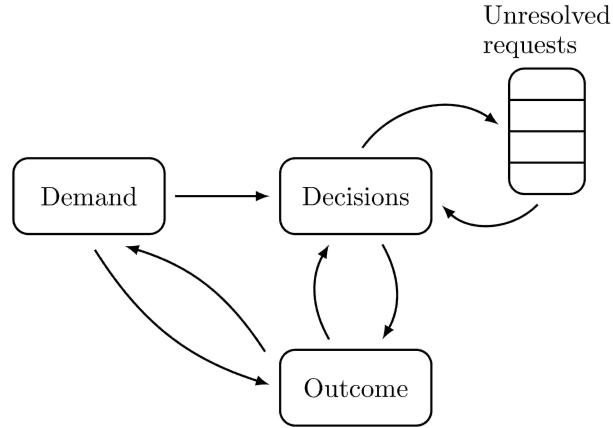 Unresolved
requests
Demand
Decisions
Outcome